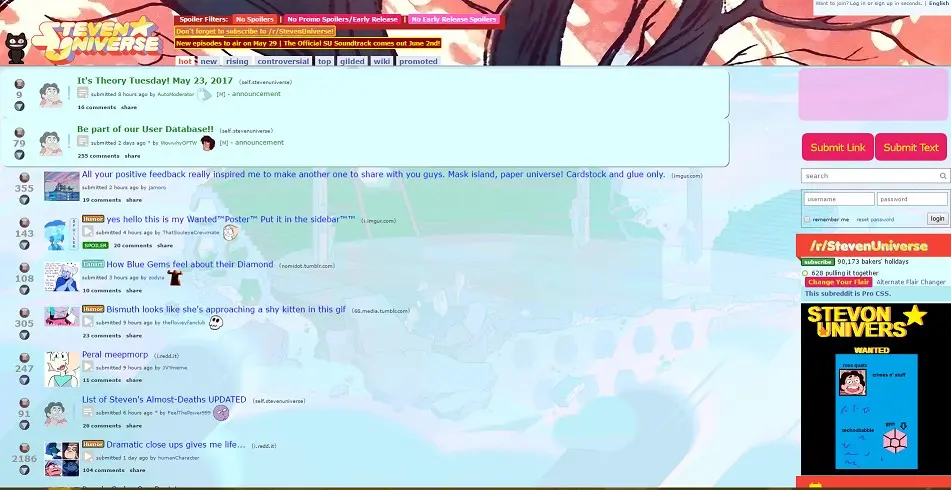 Want to join? Log in or sign up in seconds. | English
STEVEN UNIVERSE
Spoiler Filters: No Spoilers | No Promo Spoilers/Early Release | No Early Release Spoilers
Don't forget to subscribe to /r/StevenUniverse!
New episodes to air on May 29 | The Official SU Soundtrack comes out June 2nd!
hot new rising controversial top gilded wiki promoted
9
It's Theory Tuesday! May 23, 2017 (self.stevenuniverse)
submitted 8 hours ago by AutoModerator [M] - announcement
16 comments share
79
Be part of our User Database!! (self.stevenuniverse)
submitted 2 days ago * by WovwhyOPTW [M] - announcement
255 comments share
355
All your positive feedback really inspired me to make another one to share with you guys. Mask island, paper universe! Cardstock and glue only. (imgur.com)
submitted 2 hours ago by jamoro
19 comments share
143
SPOILER
Humor yes hello this is my Wanted™Poster™ Put it in the sidebar™™ (i.imgur.com)
submitted 4 hours ago by ThatSouleyeCrewmate
SPOILER 20 comments share
108
How Blue Gems feel about their Diamond (nomidot.tumblr.com)
submitted 3 hours ago by zodyra
10 comments share
305
Humor Bismuth looks like she's approaching a shy kitten in this gif (66.media.tumblr.com)
submitted 9 hours ago by theflowayfanclub
23 comments share
247
Peral meepmorp (i.redd.it)
submitted 9 hours ago by JVYmeme
11 comments share
91
List of Steven's Almost-Deaths UPDATED (self.stevenuniverse)
submitted 6 hours ago * by FeelThePower999
26 comments share
2186
Humor Dramatic close ups gives me life... (i.redd.it)
submitted 1 day ago by humanCharacter
104 comments share
Submit Link Submit Text
search
username password
remember me reset password login
/r/StevenUniverse
subscribe 90,173 bakers' holidays
628 pulling it together
Change Your Flair Alternate Flair Changer
This subreddit is Pro CSS.
STEVON UNIVERS
WANTED
crimes n' stuff
gem